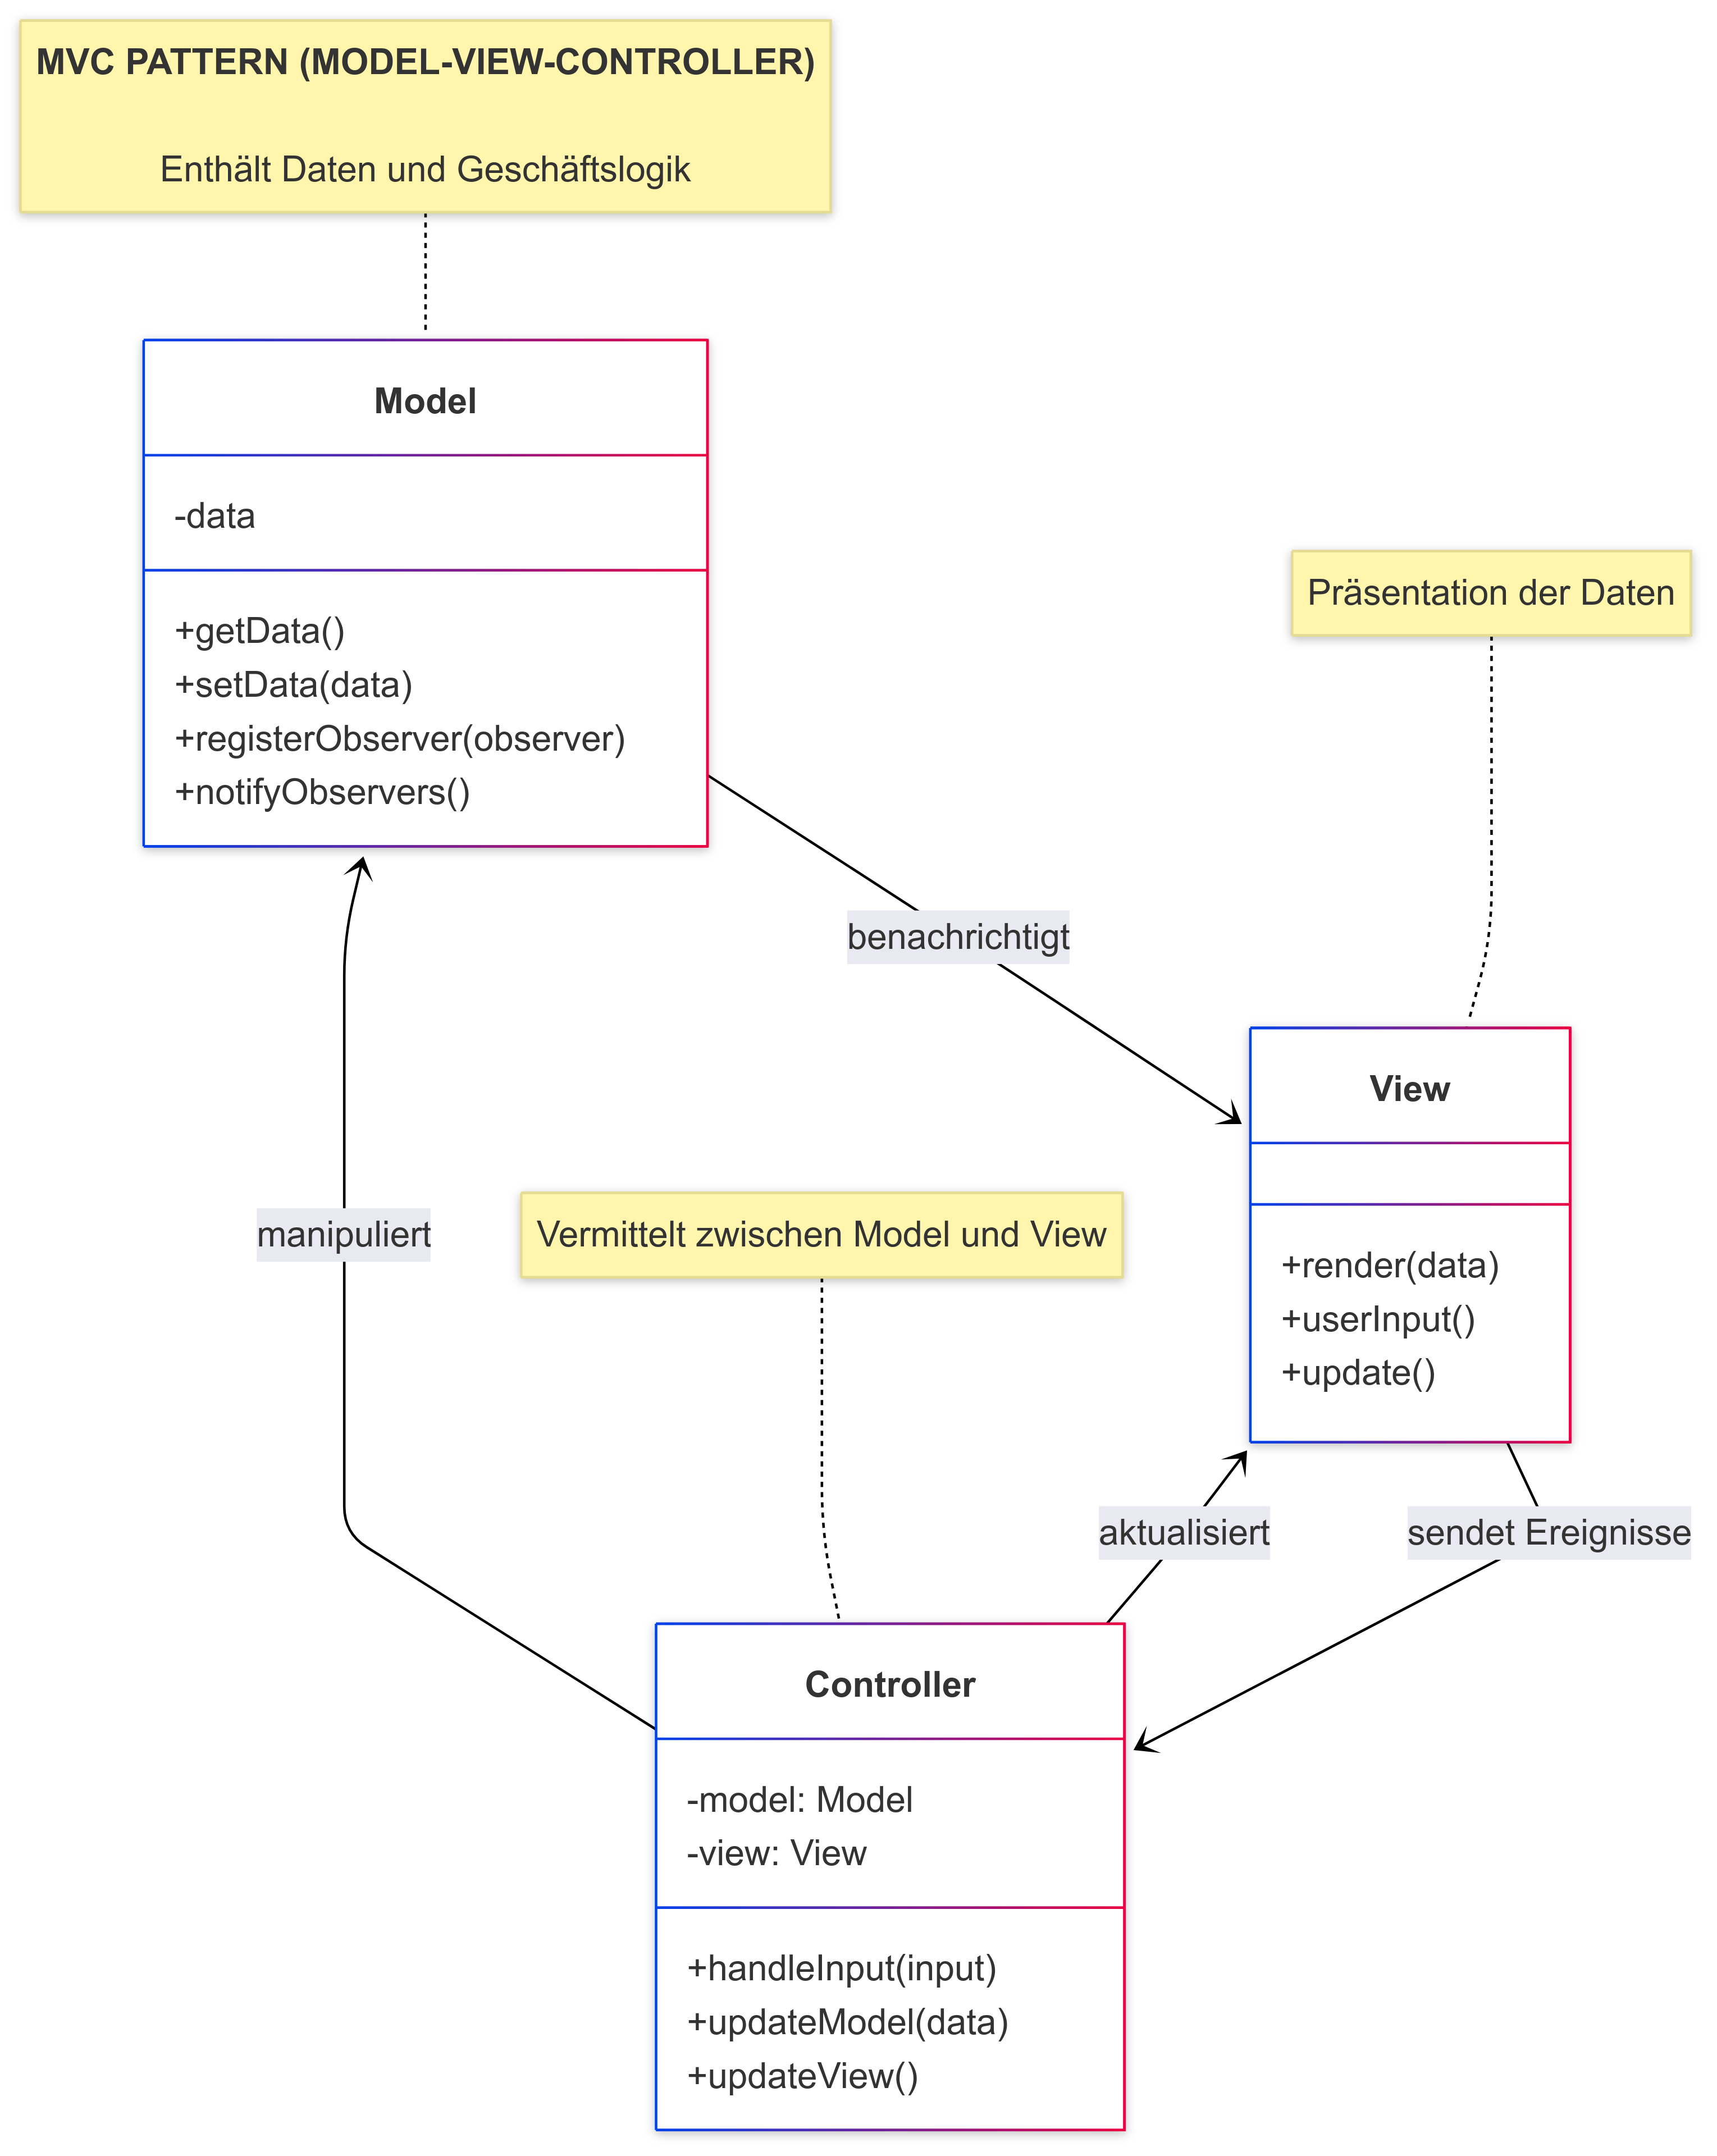 MVC PATTERN (MODEL-VIEW-CONTROLLER)
Enthält Daten und Geschäftslogik
Model
-data
+getData()
+setData(data)
+registerObserver(observer)
+notifyObservers()
Präsentation der Daten
benachrichtigt
View
+render(data)
+userInput()
+update()
manipuliert
Vermittelt zwischen Model und View
aktualisiert
sendet Ereignisse
Controller
-model: Model
-view: View
+handleInput(input)
+updateModel(data)
+updateView()